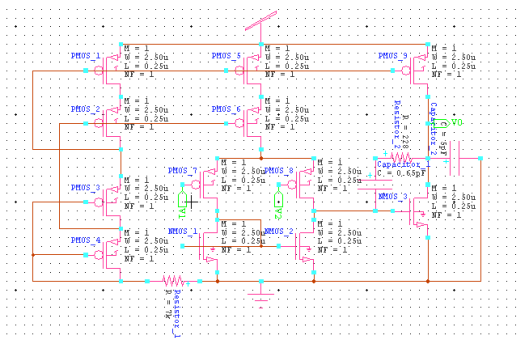 PMOS_1
M = 1
W = 2.50u
L = 0.25u
NF = 1
PMOS_5
M = 1
W = 2.50u
L = 0.25u
NF = 1
PMOS_9
M = 1
W = 2.50u
L = 0.25u
NF = 1
PMOS_2
M = 1
W = 2.50u
L = 0.25u
NF = 1
PMOS_6
M = 1
W = 2.50u
L = 0.25u
NF = 1
Resistor_2
Capacitor_2
C = 5pF
VO
PMOS_3
M = 1
W = 2.50u
L = 0.25u
NF = 1
PMOS_7
M = 1
W = 2.50u
L = 0.25u
NF = 1
V1
PMOS_8
M = 1
W = 2.50u
L = 0.25u
NF = 1
V2
Capacitor_1
C = 0.65pF
NMOS_3
M = 1
W = 2.50u
L = 0.25u
NF = 1
PMOS_4
M = 1
W = 2.50u
L = 0.25u
NF = 1
NMOS_1
M = 1
W = 2.50u
L = 0.25u
NF = 1
NMOS_2
M = 1
W = 2.50u
L = 0.25u
NF = 1
Resistor_1
R = 7k